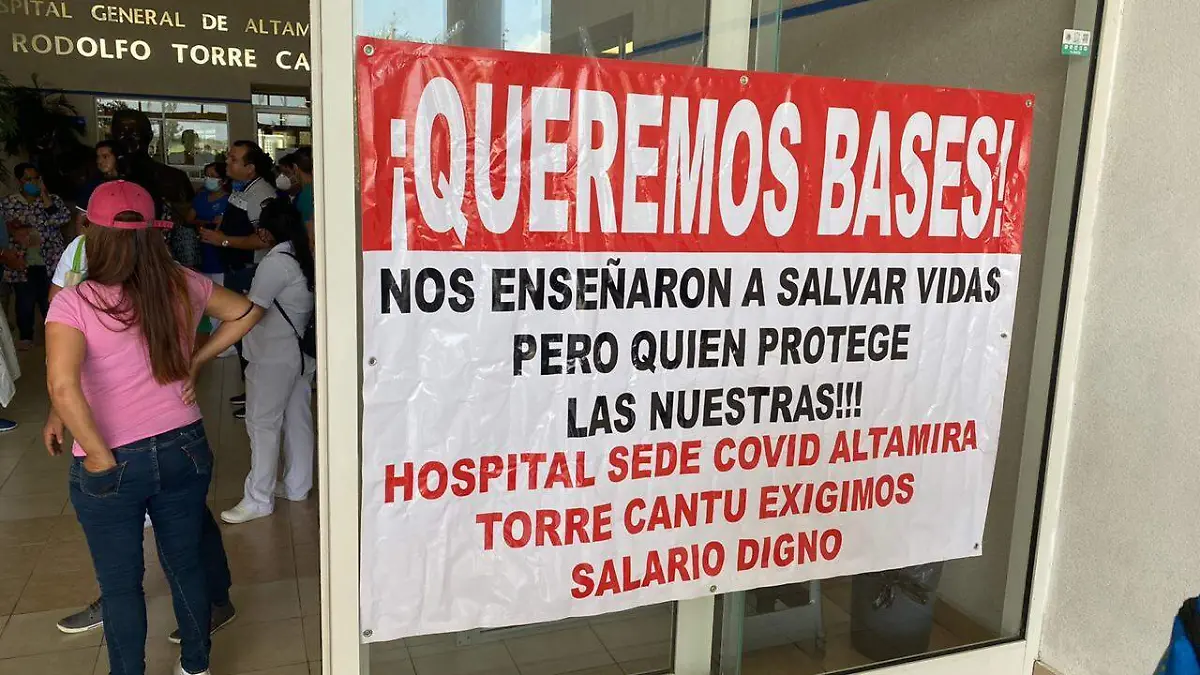 SPITAL GENERAL DE ALTAM
RODOLFO TORRE CA
¡QUEREMOS BASES!
NOS ENSEÑARON A SALVAR VIDAS
PERO QUIEN PROTEGE
LAS NUESTRAS!!!
HOSPITAL SEDE COVID ALTAMIRA
TORRE CANTU EXIGIMOS
SALARIO DIGNO